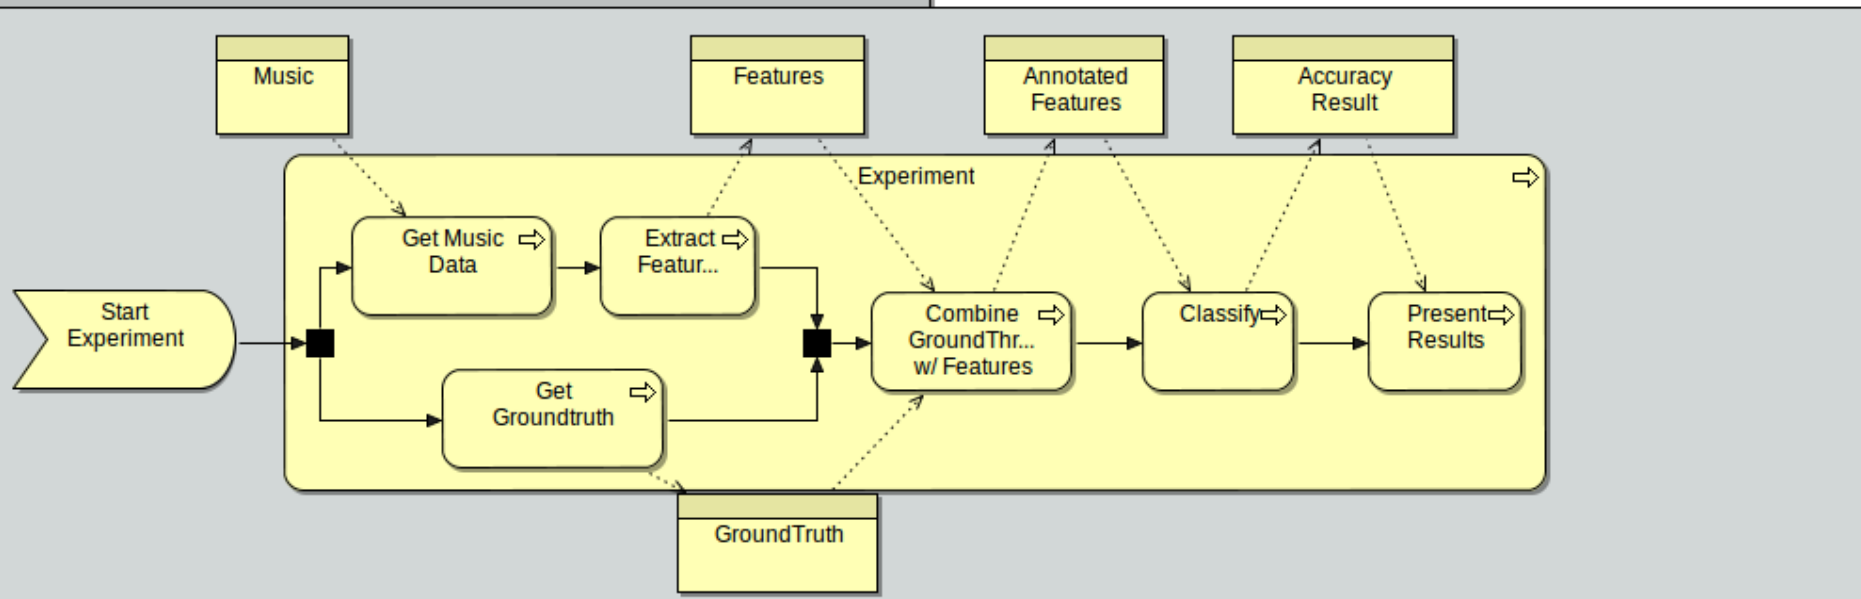 Music
Features
Annotated
Features
Accuracy
Result
Experiment
Get Music
Data
Extract
Featur...
Start
Experiment
Combine
GroundThr...
w/ Features
Classify
Present
Results
Get
Groundtruth
GroundTruth